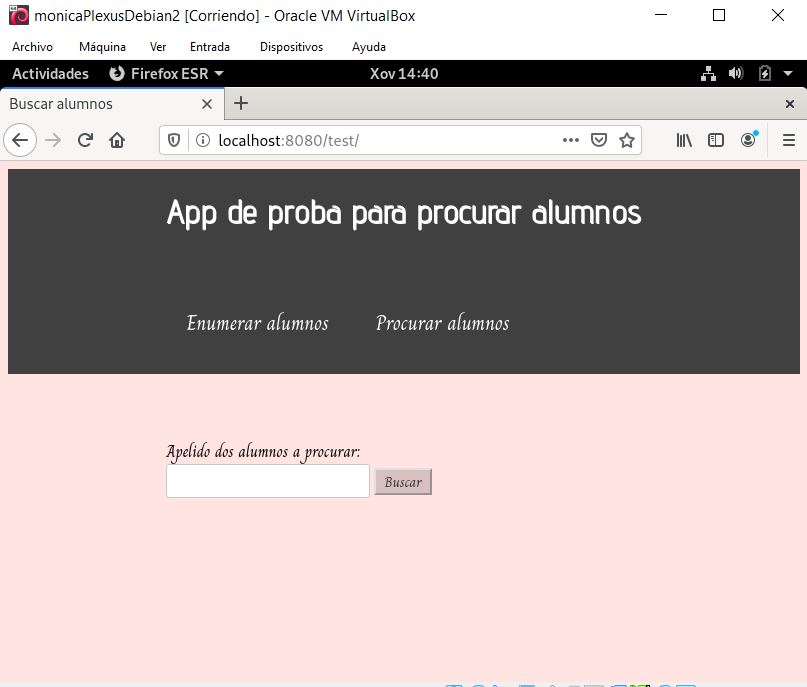 monicaPlexusDebian2 [Corriendo] - Oracle VM VirtualBox
Archivo Máquina Ver Entrada Dispositivos Ayuda
Actividades Firefox ESR Xov 14:40
Buscar alumnos
localhost:8080/test/
App de proba para procurar alumnos
Enumerar alumnos Procurar alumnos
Apelido dos alumnos a procurar:
Buscar